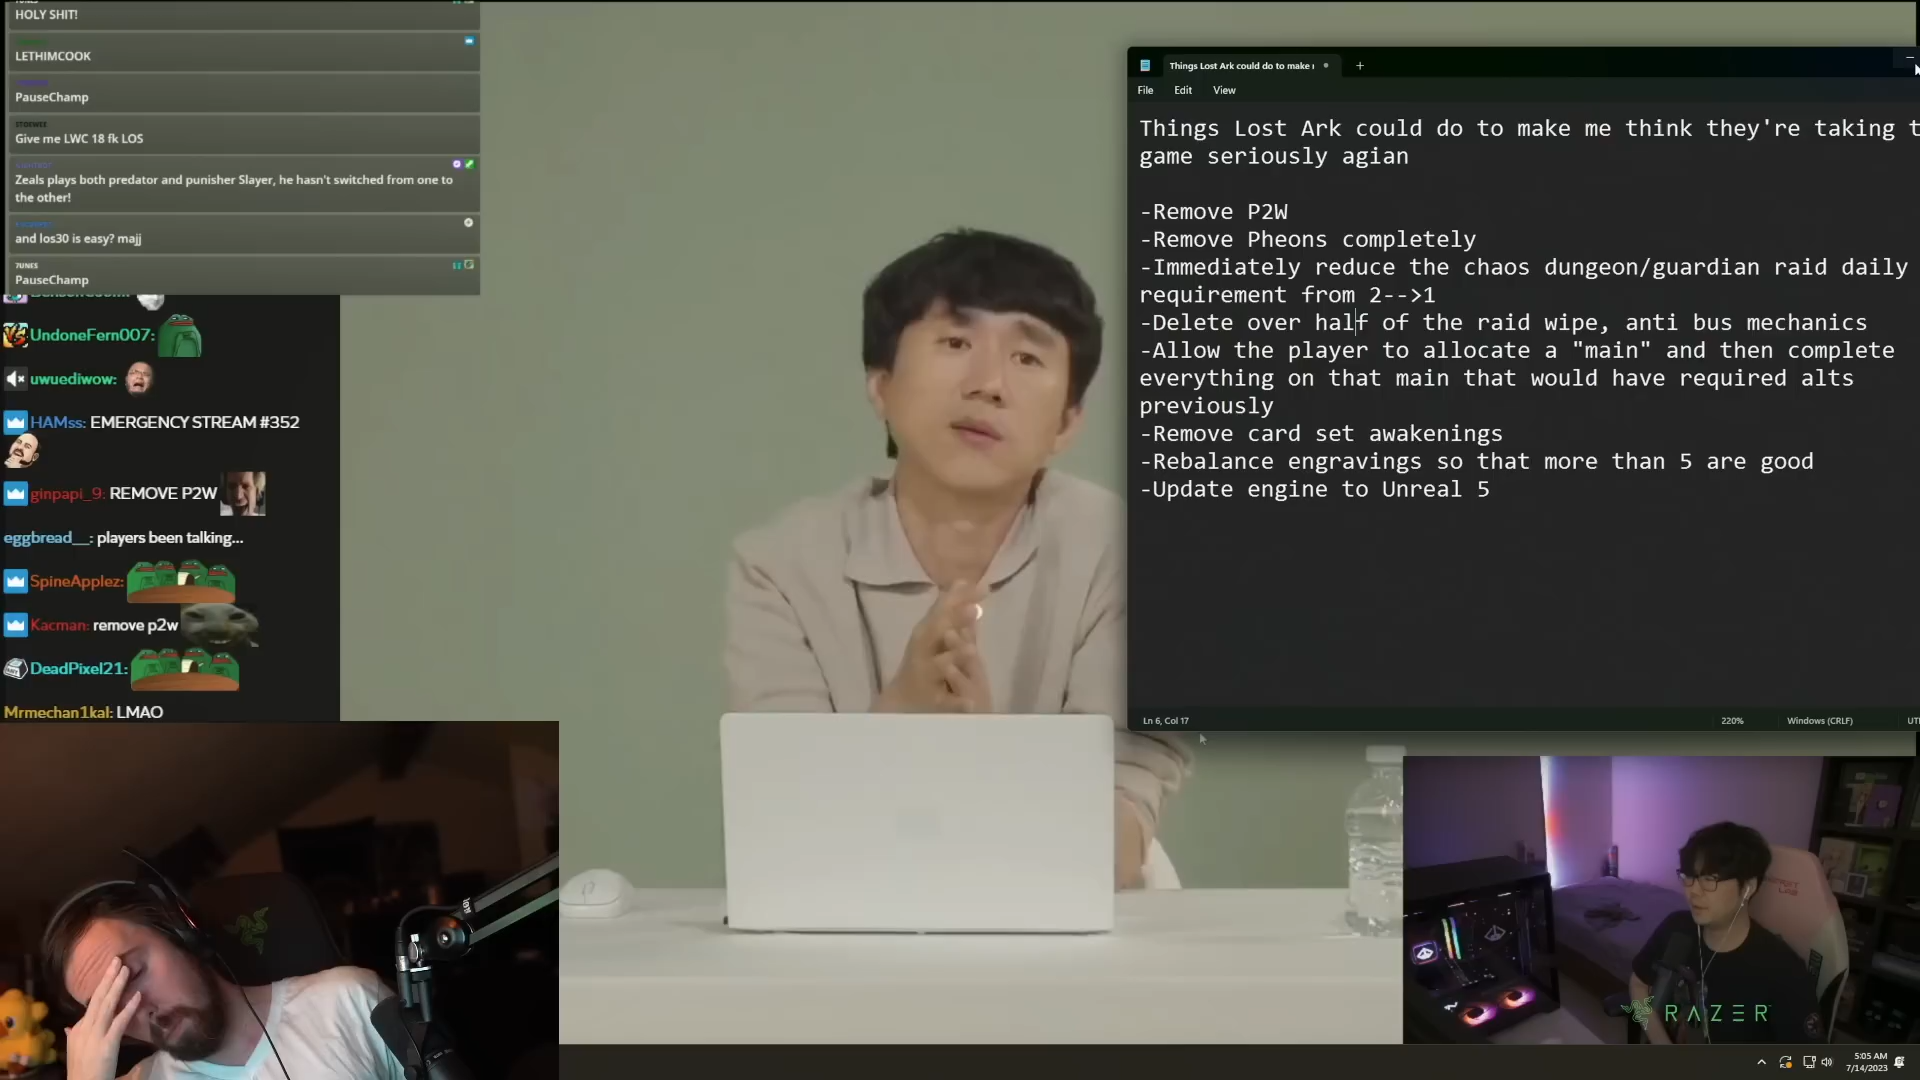 HOLY SHIT!
LETHIMCOOK
PauseChamp
Give me LWC 18 fk LOS
Zeals plays both predator and punisher Slayer, he hasn't switched from one to
the other!
and los30 is easy? majj
7UNES
PauseChamp
UndoneFern007:
uwuediwow:
HAMss: EMERGENCY STREAM #352
ginpapi_9: REMOVE P2W
eggbread__: players been talking...
SpineApplez:
Kacman: remove p2w
DeadPixel21:
Mrmechan1kal: LMAO
Things Lost Ark could do to make
File Edit View
Things Lost Ark could do to make me think they're taking t
game seriously agian
-Remove P2W
-Remove Pheons completely
-Immediately reduce the chaos dungeon/guardian raid daily
requirement from 2-->1
-Delete over half of the raid wipe, anti bus mechanics
-Allow the player to allocate a "main" and then complete
everything on that main that would have required alts
previously
-Remove card set awakenings
-Rebalance engravings so that more than 5 are good
-Update engine to Unreal 5
Ln 6, Col 17
220%
Windows (CRLF)
UTF
RAZER
5:05 AM
7/14/2023